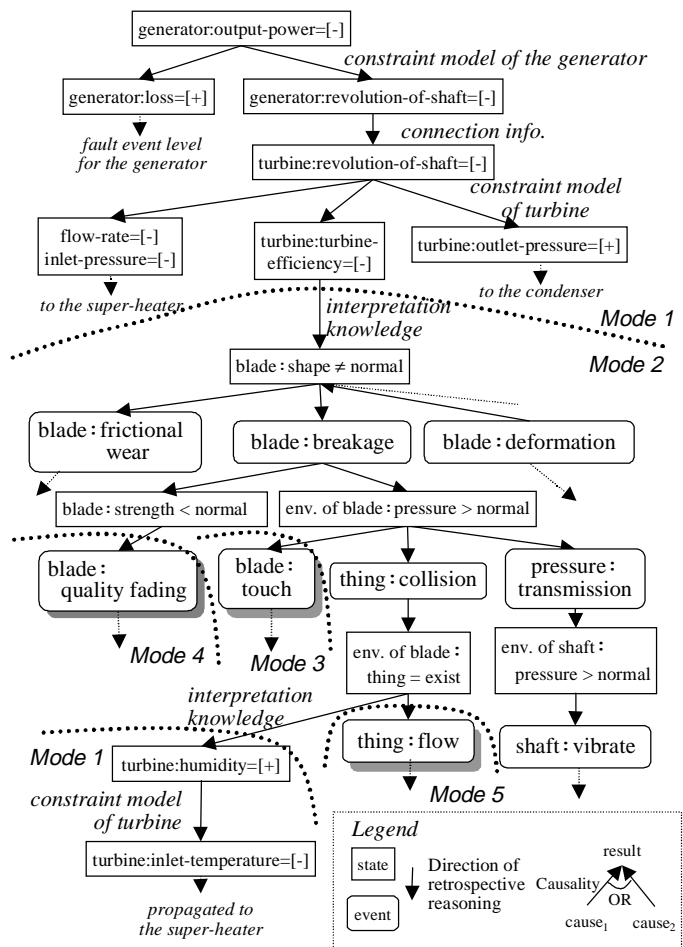 generator:output-power=[-]
constraint model of the generator
generator:loss=[+]
generator:revolution-of-shaft=[-]
fault event level
for the generator
connection info.
turbine:revolution-of-shaft=[-]
constraint model
of turbine
flow-rate=[-]
inlet-pressure=[-]
turbine:turbine-
efficiency=[-]
turbine:outlet-pressure=[+]
to the super-heater
to the condenser
interpretation
knowledge
Mode 1
Mode 2
blade:shape ≠ normal
blade:frictional
wear
blade:breakage
blade:deformation
blade:strength < normal
env. of blade:pressure > normal
blade:
quality fading
blade:
touch
thing:collision
pressure:
transmission
Mode 4
Mode 3
env. of blade:
thing = exist
env. of shaft:
pressure > normal
interpretation
knowledge
Mode 1
turbine:humidity=[+]
thing:flow
shaft:vibrate
Mode 5
constraint model
of turbine
turbine:inlet-temperature=[-]
propagated to
the super-heater
Legend
state
event
Direction of
retrospective
reasoning
result
Causality
OR
cause1
cause2